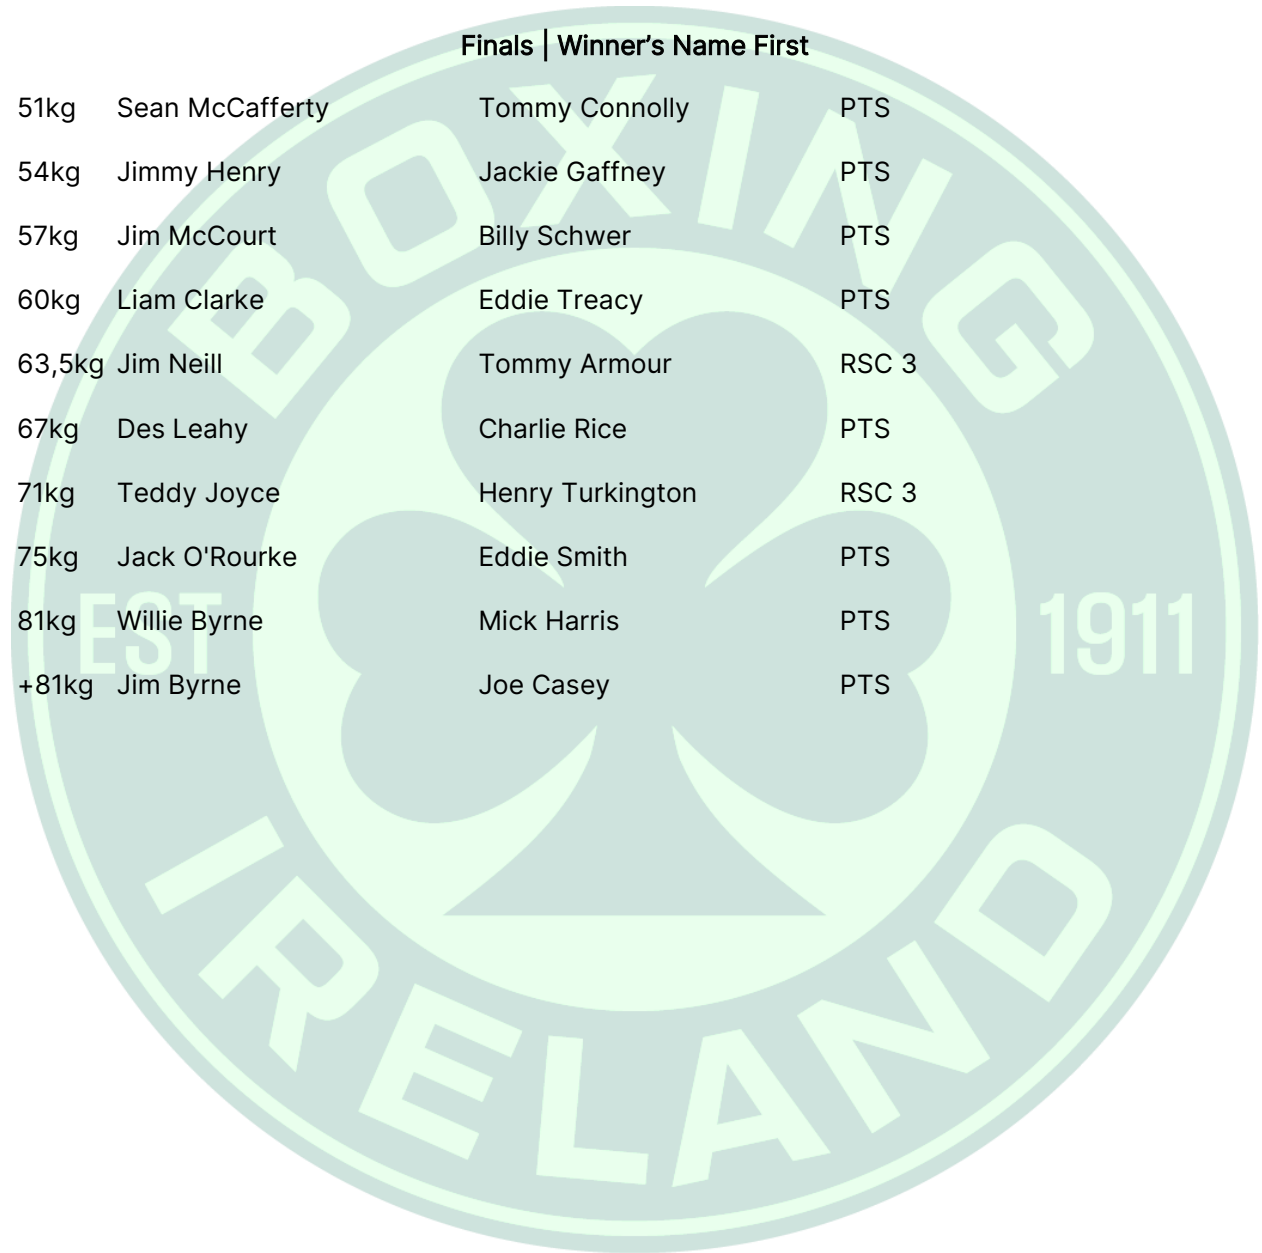 Finals | Winner’s Name First
51kg Sean McCafferty Tommy Connolly PTS
54kg Jimmy Henry Jackie Gaffney PTS
57kg Jim McCourt Billy Schwer PTS
60kg Liam Clarke Eddie Treacy PTS
63,5kg Jim Neill Tommy Armour RSC 3
67kg Des Leahy Charlie Rice PTS
71kg Teddy Joyce Henry Turkington RSC 3
75kg Jack O'Rourke Eddie Smith PTS
81kg Willie Byrne Mick Harris PTS
+81kg Jim Byrne Joe Casey PTS
BOXING
EST 1911
IRELAND